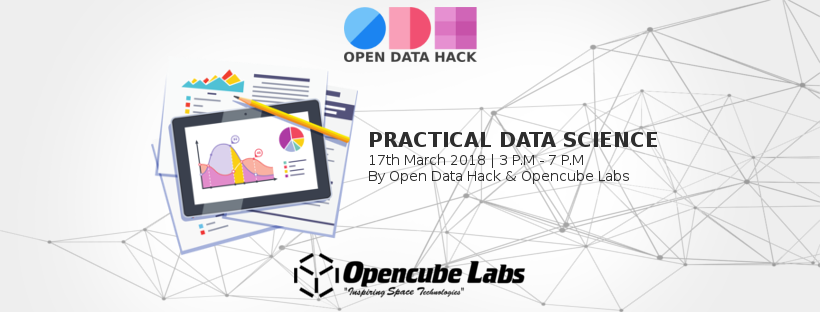 OPEN DATA HACK
PRACTICAL DATA SCIENCE
17th March 2018 | 3 P.M - 7 P.M
By Open Data Hack & Opencube Labs
Opencube Labs
"Inspiring Space Technologies"